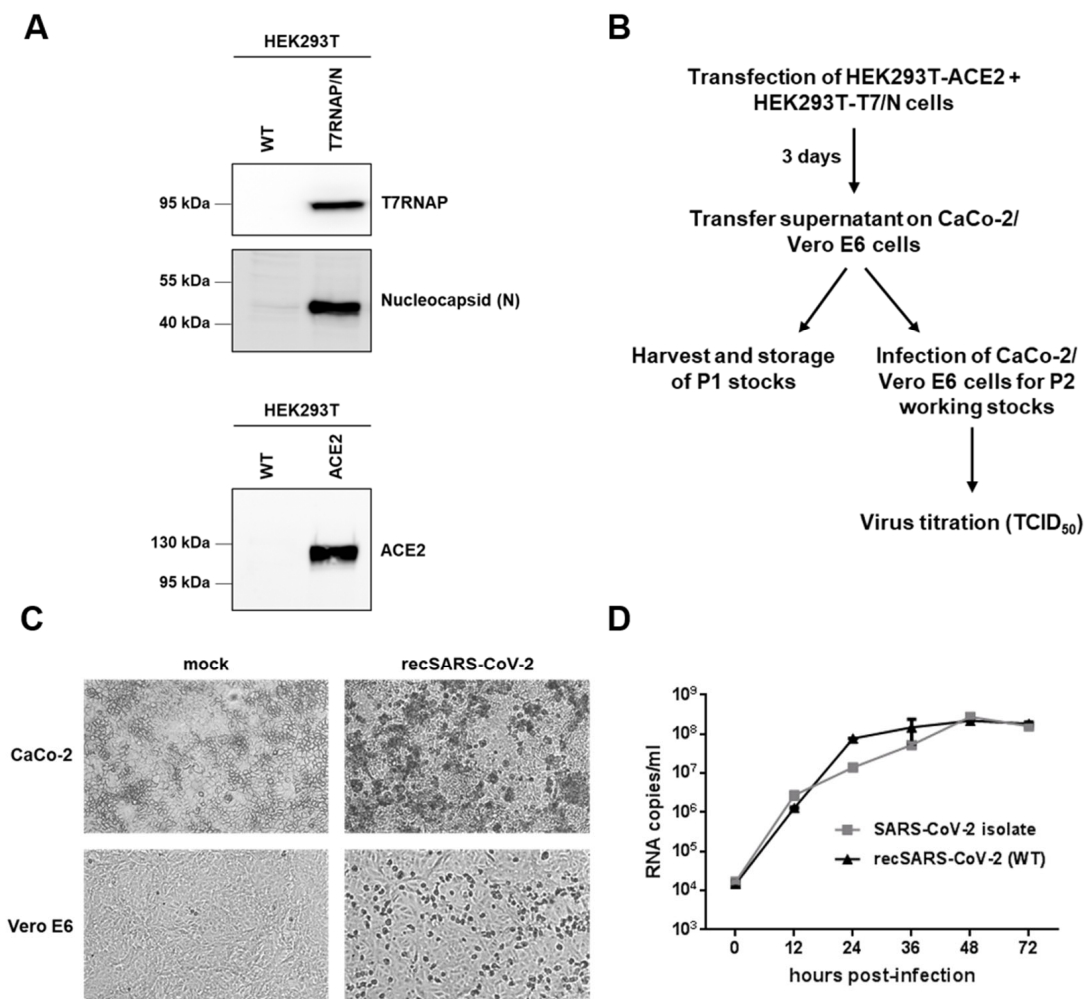 A
HEK293T
WT
T7RNAP/N
95 kDa
T7RNAP
55 kDa
Nucleocapsid (N)
40 kDa
HEK293T
WT
ACE2
130 kDa
ACE2
95 kDa
B
Transfection of HEK293T-ACE2 +
HEK293T-T7/N cells
3 days
Transfer supernatant on CaCo-2/
Vero E6 cells
Harvest and storage
of P1 stocks
Infection of CaCo-2/
Vero E6 cells for P2
working stocks
Virus titration (TCID₅₀)
C
mock
recSARS-CoV-2
CaCo-2
Vero E6
D
RNA copies/ml
10⁹
10⁸
10⁷
10⁶
10⁵
10⁴
10³
SARS-CoV-2 isolate
recSARS-CoV-2 (WT)
0 12 24 36 48 72
hours post-infection